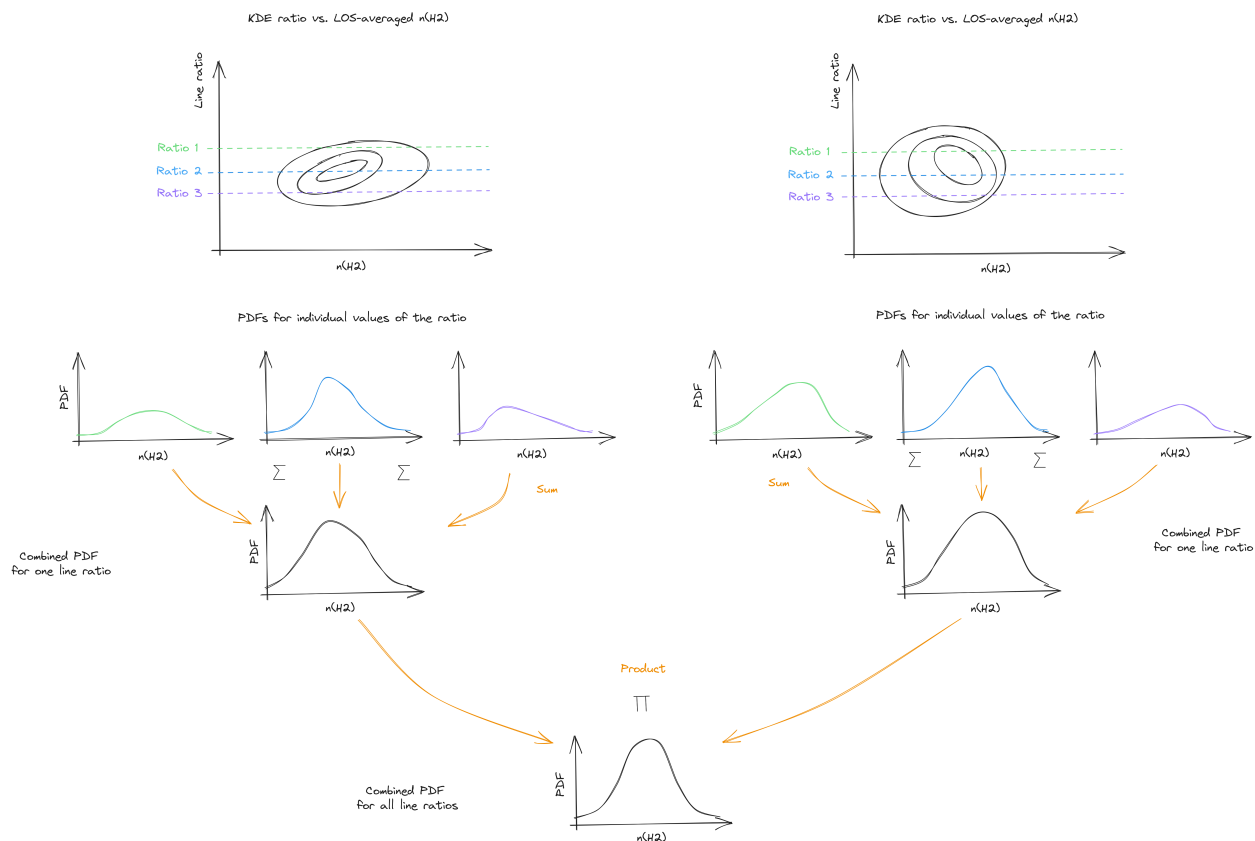 KDE ratio vs. LOS-averaged n(H2)
KDE ratio vs. LOS-averaged n(H2)
Line ratio
Ratio 1
Ratio 2
Ratio 3
n(H2)
Line ratio
Ratio 1
Ratio 2
Ratio 3
n(H2)
PDFs for individual values of the ratio
PDFs for individual values of the ratio
PDF
n(H2)
n(H2)
n(H2)
PDF
n(H2)
n(H2)
n(H2)
Σ
Σ
Sum
Σ
Σ
Sum
Combined PDF
for one line ratio
PDF
n(H2)
PDF
n(H2)
Combined PDF
for one line ratio
Product
Π
Combined PDF
for all line ratios
PDF
n(H2)